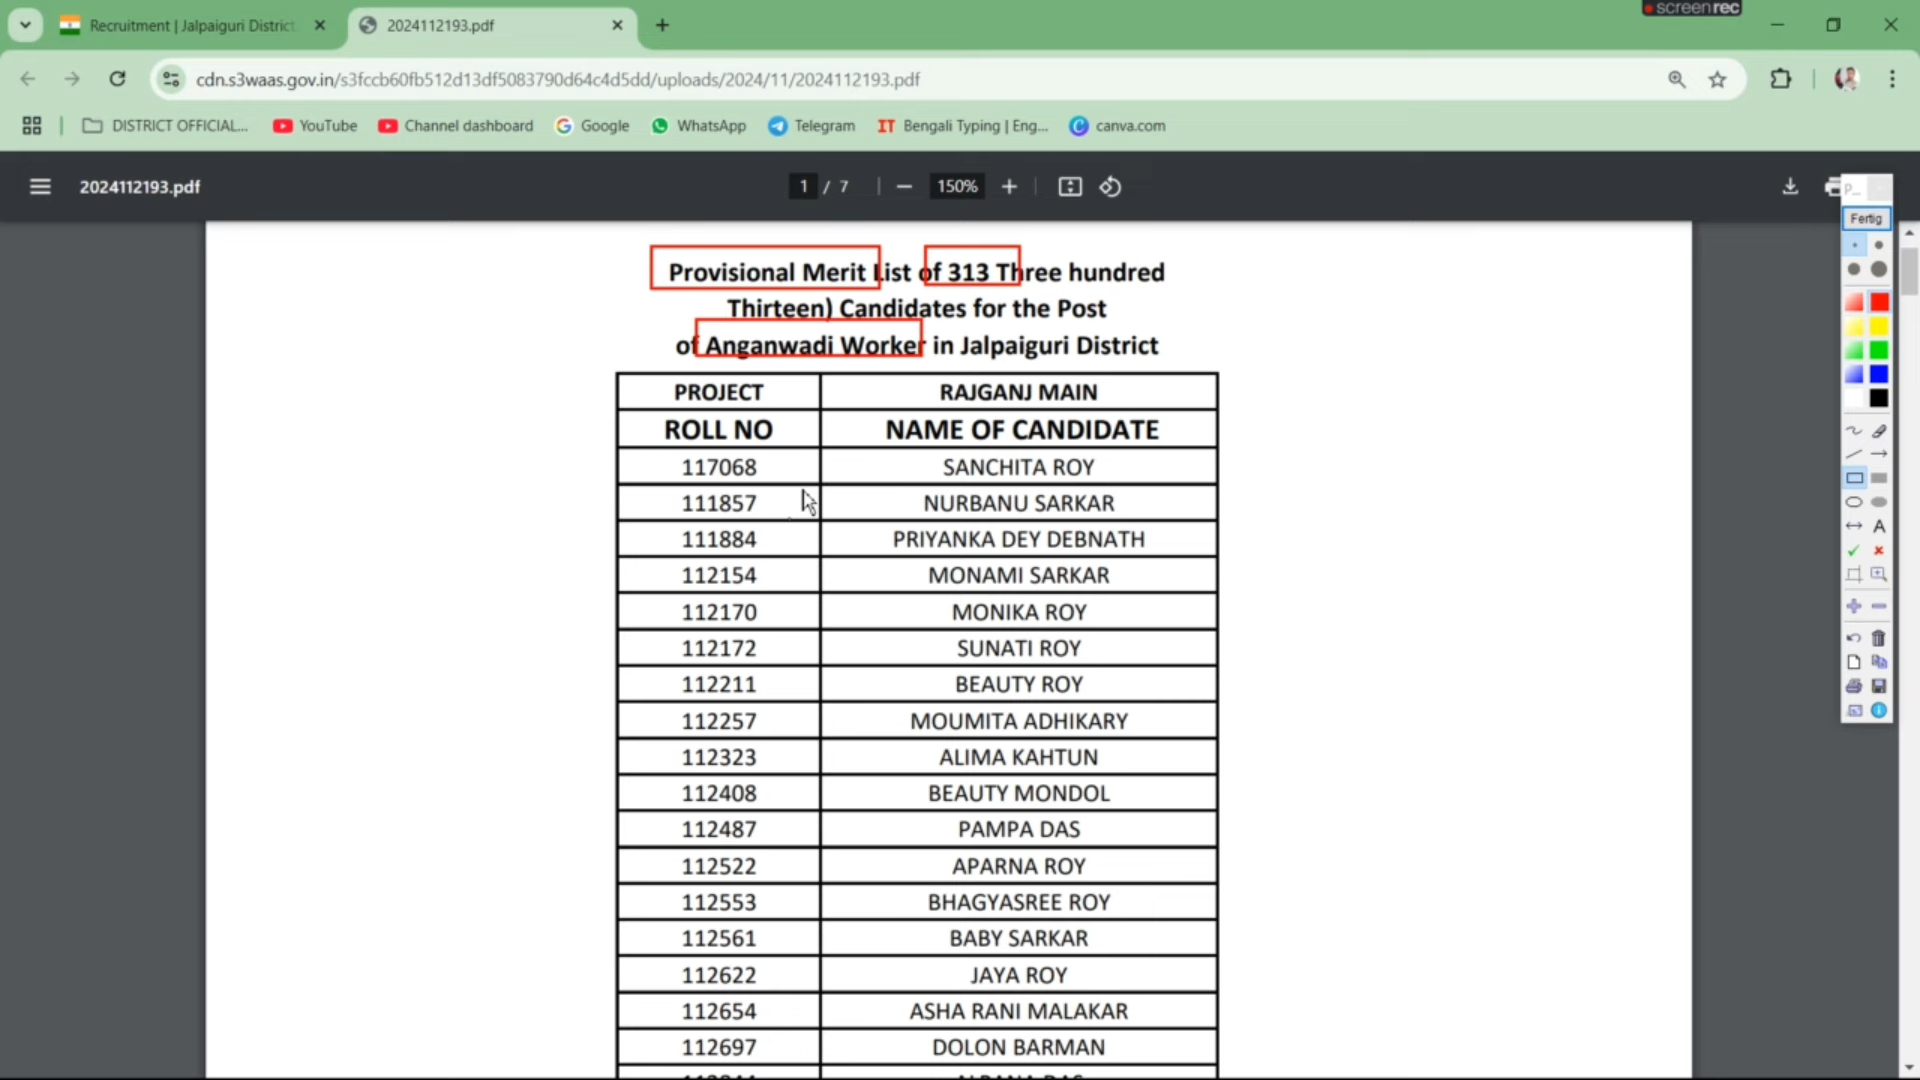 screenrec
Recruitment | Jalpaiguri District
2024112193.pdf
cdn.s3waas.gov.in/s3fccb60fb512d13df5083790d64c4d5dd/uploads/2024/11/2024112193.pdf
DISTRICT OFFICIAL... YouTube Channel dashboard Google WhatsApp Telegram IT Bengali Typing | Eng... canva.com
2024112193.pdf 1 / 7 150%
P...
Fertig
A
Provisional Merit List of 313 Three hundred
Thirteen) Candidates for the Post
of Anganwadi Worker in Jalpaiguri District
PROJECT RAJGANJ MAIN
ROLL NO NAME OF CANDIDATE
117068 SANCHITA ROY
111857 NURBANU SARKAR
111884 PRIYANKA DEY DEBNATH
112154 MONAMI SARKAR
112170 MONIKA ROY
112172 SUNATI ROY
112211 BEAUTY ROY
112257 MOUMITA ADHIKARY
112323 ALIMA KAHTUN
112408 BEAUTY MONDOL
112487 PAMPA DAS
112522 APARNA ROY
112553 BHAGYASREE ROY
112561 BABY SARKAR
112622 JAYA ROY
112654 ASHA RANI MALAKAR
112697 DOLON BARMAN